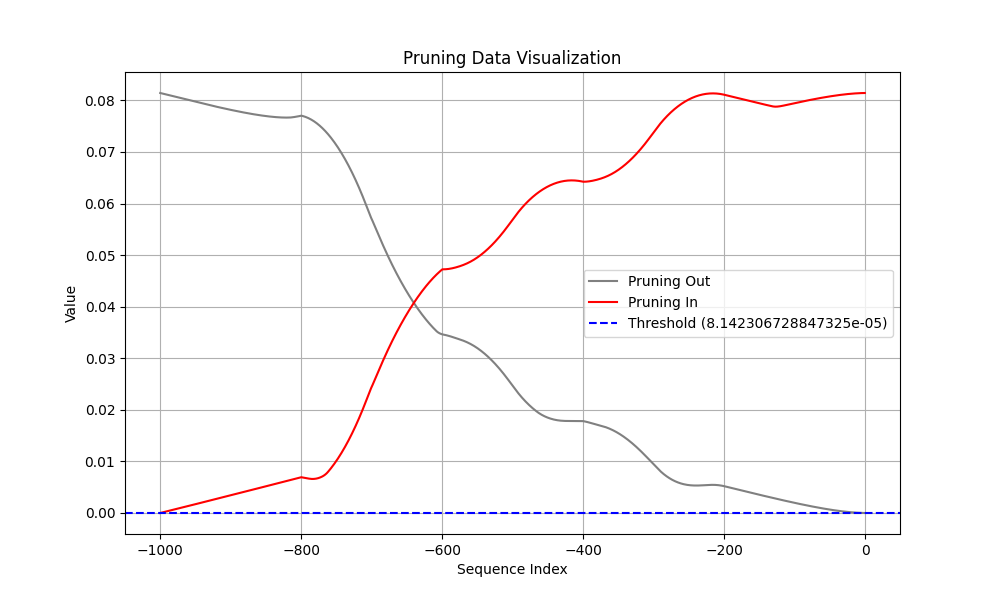 Pruning Data Visualization
0.08
0.07
0.06
0.05
0.04
0.03
0.02
0.01
0.00
Value
Pruning Out
Pruning In
Threshold (8.142306728847325e-05)
−1000
−800
−600
−400
−200
0
Sequence Index